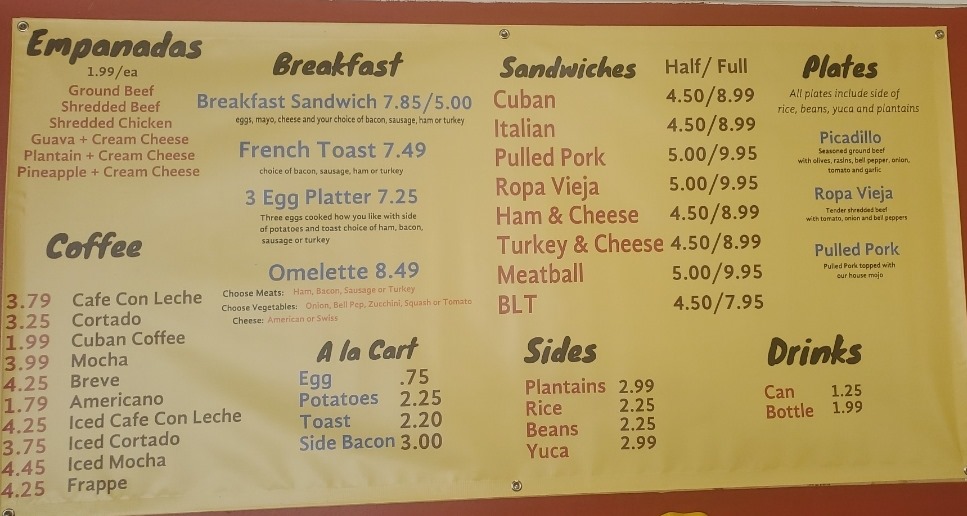 Empanadas
1.99/ea
Ground Beef
Shredded Beef
Shredded Chicken
Guava + Cream Cheese
Plantain + Cream Cheese
Pineapple + Cream Cheese
Coffee
3.79 Cafe Con Leche
3.25 Cortado
1.99 Cuban Coffee
3.99 Mocha
4.25 Breve
1.79 Americano
4.25 Iced Cafe Con Leche
3.75 Iced Cortado
4.45 Iced Mocha
4.25 Frappe
Breakfast
Breakfast Sandwich 7.85/5.00
eggs, mayo, cheese and your choice of bacon, sausage, ham or turkey
French Toast 7.49
choice of bacon, sausage, ham or turkey
3 Egg Platter 7.25
Three eggs cooked how you like with side
of potatoes and toast choice of ham, bacon,
sausage or turkey
Omelette 8.49
Choose Meats: Ham, Bacon, Sausage or Turkey
Choose Vegetables: Onion, Bell Pep, Zucchini, Squash or Tomato
Cheese: American or Swiss
A la Cart
Egg .75
Potatoes 2.25
Toast 2.20
Side Bacon 3.00
Sandwiches Half/ Full
Cuban 4.50/8.99
Italian 4.50/8.99
Pulled Pork 5.00/9.95
Ropa Vieja 5.00/9.95
Ham & Cheese 4.50/8.99
Turkey & Cheese 4.50/8.99
Meatball 5.00/9.95
BLT 4.50/7.95
Sides
Plantains 2.99
Rice 2.25
Beans 2.25
Yuca 2.99
Plates
All plates include side of
rice, beans, yuca and plantains
Picadillo
Seasoned ground beef
with olives, rasins, bell pepper, onion,
tomato and garlic
Ropa Vieja
Tender shredded beef
with tomato, onion and bell peppers
Pulled Pork
Pulled Pork topped with
our house mojo
Drinks
Can 1.25
Bottle 1.99